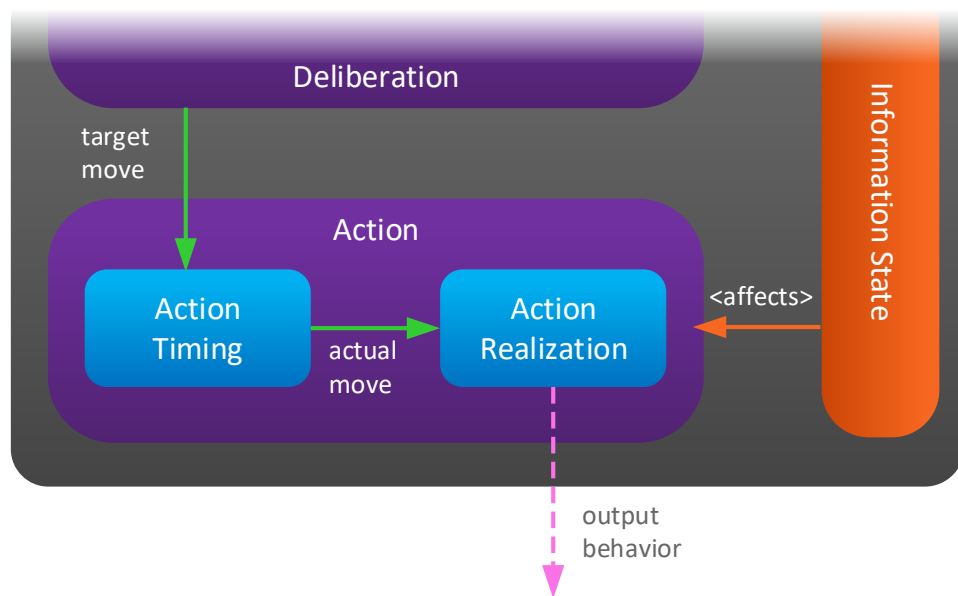 Deliberation
target
move
Action
Action
Timing
actual
move
Action
Realization
<affects>
Information State
output
behavior